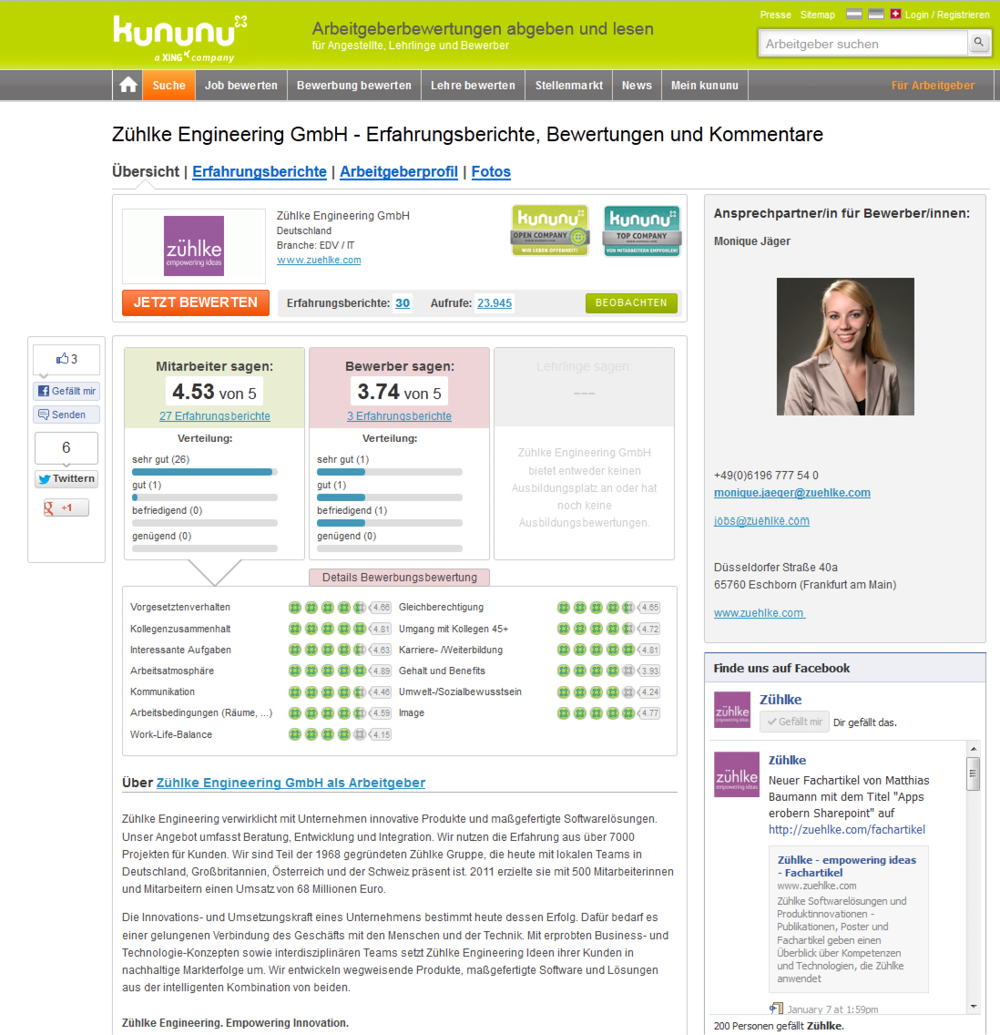 kununu
a XING company
Arbeitgeberbewertungen abgeben und lesen
für Angestellte, Lehrlinge und Bewerber
Presse Sitemap Login / Registrieren
Arbeitgeber suchen
Suche Job bewerten Bewerbung bewerten Lehre bewerten Stellenmarkt News Mein kununu Für Arbeitgeber
Zühlke Engineering GmbH - Erfahrungsberichte, Bewertungen und Kommentare
Übersicht | Erfahrungsberichte | Arbeitgeberprofil | Fotos
zühlke
empowering ideas
Zühlke Engineering GmbH
Deutschland
Branche: EDV / IT
www.zuehlke.com
kununu
OPEN COMPANY
WIR LEBEN OFFENHEIT!
kununu
TOP COMPANY
VON MITARBEITERN EMPFOHLEN!
JETZT BEWERTEN
Erfahrungsberichte: 30 Aufrufe: 23.945
BEOBACHTEN
3
Gefällt mir
Senden
6
Twittern
g +1
Mitarbeiter sagen:
4.53 von 5
27 Erfahrungsberichte
Verteilung:
sehr gut (26)
gut (1)
befriedigend (0)
genügend (0)
Bewerber sagen:
3.74 von 5
3 Erfahrungsberichte
Verteilung:
sehr gut (1)
gut (1)
befriedigend (1)
genügend (0)
Lehrlinge sagen:
---
Zühlke Engineering GmbH
bietet entweder keinen
Ausbildungsplatz an oder hat
noch keine
Ausbildungsbewertungen.
Details Bewerbungsbewertung
Vorgesetztenverhalten 4.66 Gleichberechtigung 4.65
Kollegenzusammenhalt 4.81 Umgang mit Kollegen 45+ 4.72
Interessante Aufgaben 4.63 Karriere- /Weiterbildung 4.81
Arbeitsatmosphäre 4.89 Gehalt und Benefits 3.93
Kommunikation 4.46 Umwelt-/Sozialbewusstsein 4.24
Arbeitsbedingungen (Räume, ...) 4.59 Image 4.77
Work-Life-Balance 4.15
Über Zühlke Engineering GmbH als Arbeitgeber
Zühlke Engineering verwirklicht mit Unternehmen innovative Produkte und maßgefertigte Softwarelösungen.
Unser Angebot umfasst Beratung, Entwicklung und Integration. Wir nutzen die Erfahrung aus über 7000
Projekten für Kunden. Wir sind Teil der 1968 gegründeten Zühlke Gruppe, die heute mit lokalen Teams in
Deutschland, Großbritannien, Österreich und der Schweiz präsent ist. 2011 erzielte sie mit 500 Mitarbeiterinnen
und Mitarbeitern einen Umsatz von 68 Millionen Euro.
Die Innovations- und Umsetzungskraft eines Unternehmens bestimmt heute dessen Erfolg. Dafür bedarf es
einer gelungenen Verbindung des Geschäfts mit den Menschen und der Technik. Mit erprobten Business- und
Technologie-Konzepten sowie interdisziplinären Teams setzt Zühlke Engineering Ideen ihrer Kunden in
nachhaltige Markterfolge um. Wir entwickeln wegweisende Produkte, maßgefertigte Software und Lösungen
aus der intelligenten Kombination von beiden.
Zühlke Engineering. Empowering Innovation.
Ansprechpartner/in für Bewerber/innen:
Monique Jäger
+49(0)6196 777 54 0
monique.jaeger@zuehlke.com
jobs@zuehlke.com
Düsseldorfer Straße 40a
65760 Eschborn (Frankfurt am Main)
www.zuehlke.com
Finde uns auf Facebook
zühlke
empowering ideas
Zühlke
Gefällt mir Dir gefällt das.
zühlke
empowering ideas
Zühlke
Neuer Fachartikel von Matthias
Baumann mit dem Titel "Apps
erobern Sharepoint" auf
http://zuehlke.com/fachartikel
Zühlke - empowering ideas
- Fachartikel
www.zuehlke.com
Zühlke Softwarelösungen und
Produktinnovationen -
Publikationen, Poster und
Fachartikel geben einen
Überblick über Kompetenzen
und Technologien, die Zühlke
anwendet
January 7 at 1:59pm
200 Personen gefällt Zühlke.